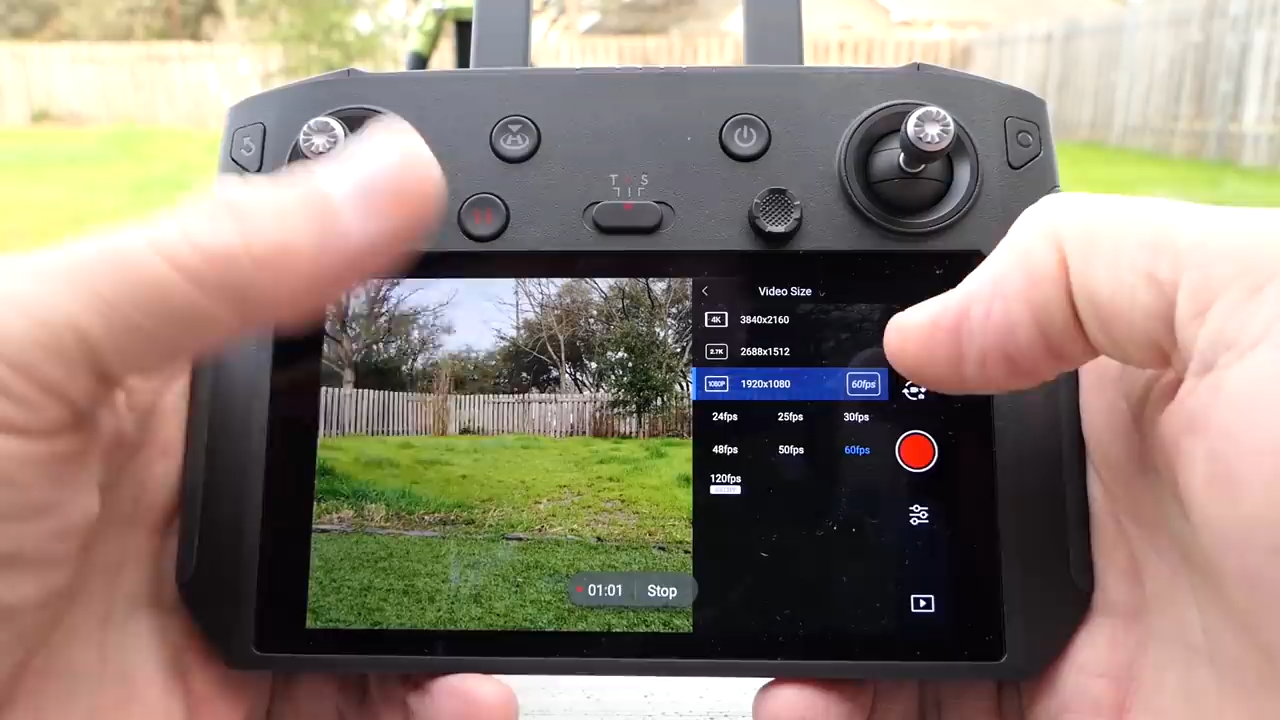 T S
Video Size
4K 3840x2160
2.7K 2688x1512
1080P 1920x1080 60fps
24fps 25fps 30fps
48fps 50fps 60fps
120fps
01:01 Stop